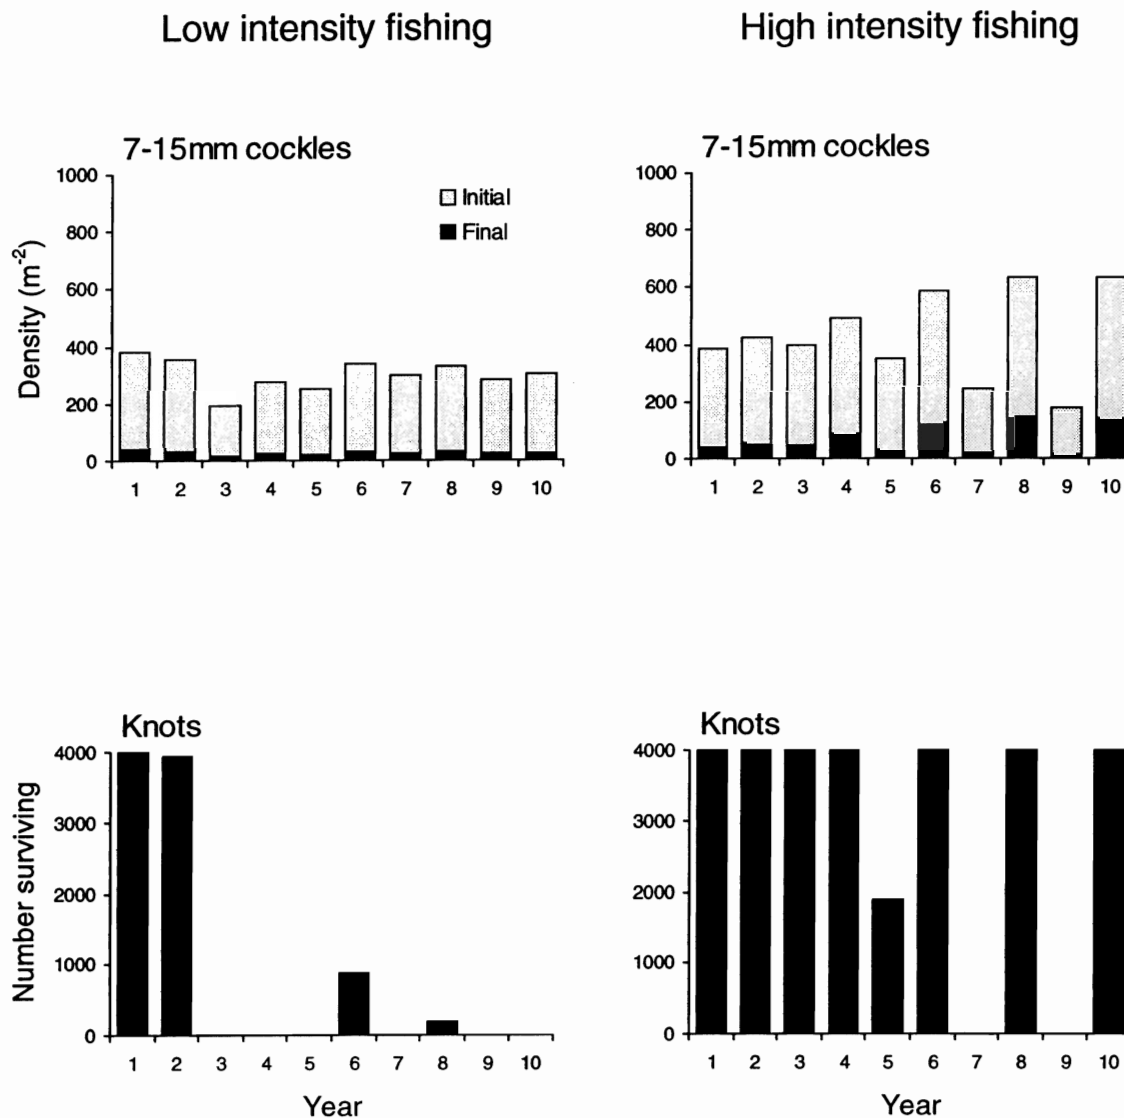 Low intensity fishing
High intensity fishing
7-15mm cockles
7-15mm cockles
1000
800
600
400
200
0
Density (m-2)
Initial
Final
1 2 3 4 5 6 7 8 9 10
1000
800
600
400
200
0
1 2 3 4 5 6 7 8 9 10
Knots
Knots
4000
3000
2000
1000
0
Number surviving
1 2 3 4 5 6 7 8 9 10
Year
4000
3000
2000
1000
0
1 2 3 4 5 6 7 8 9 10
Year